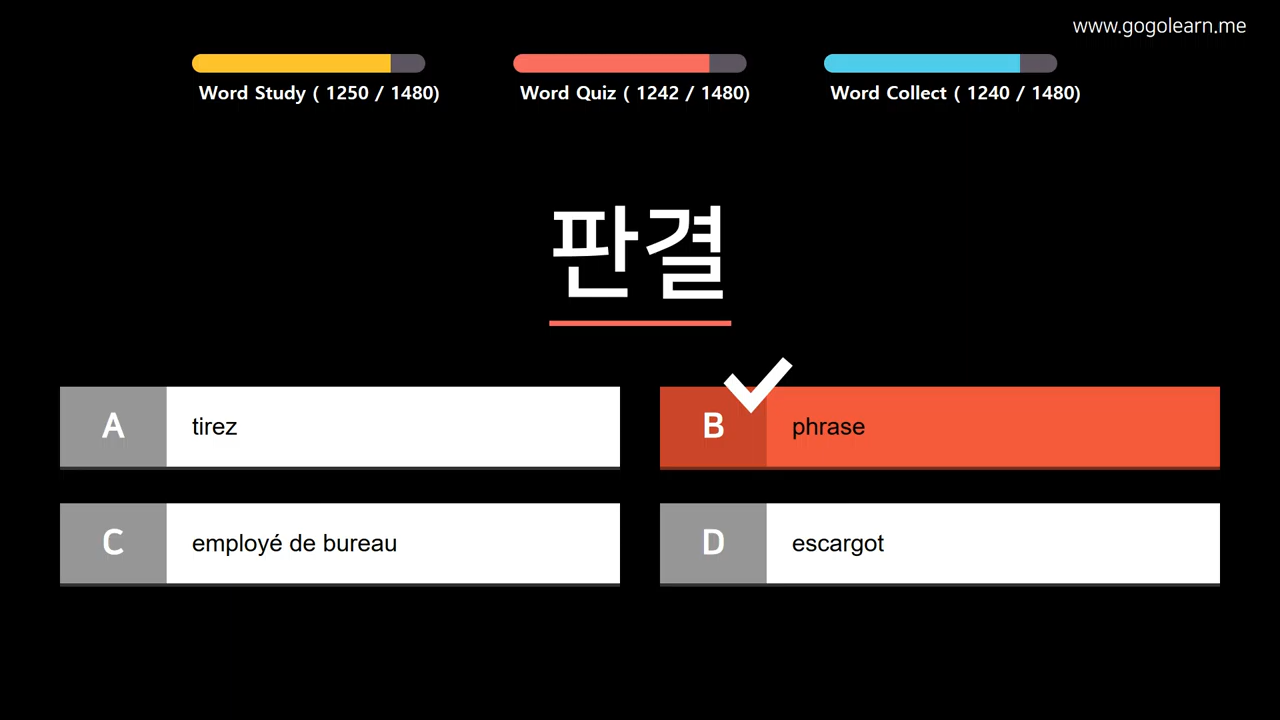 www.gogolearn.me
Word Study ( 1250 / 1480)
Word Quiz ( 1242 / 1480)
Word Collect ( 1240 / 1480)
판결
A
tirez
B
phrase
C
employé de bureau
D
escargot